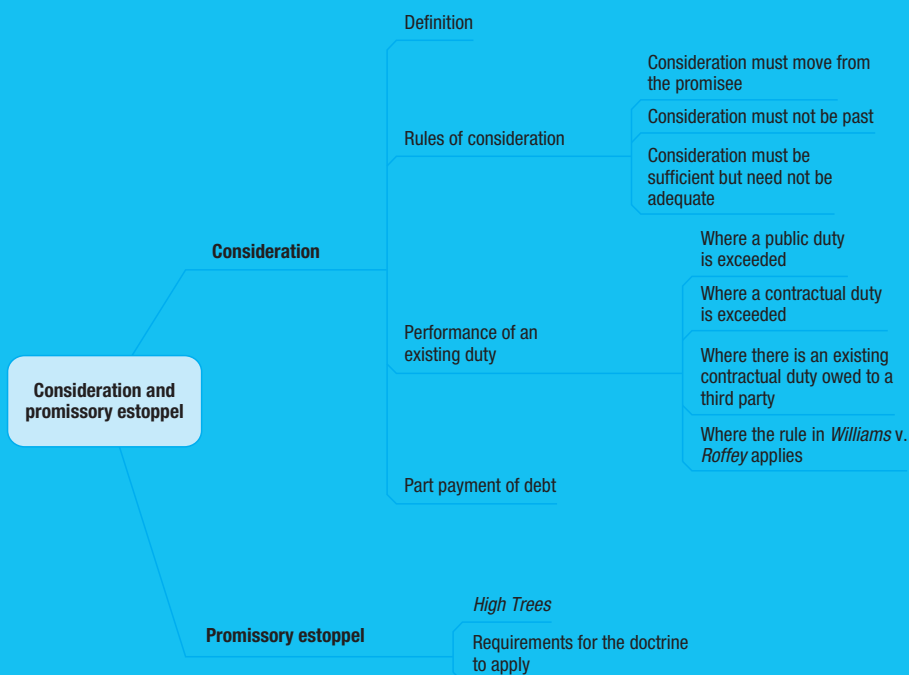 Definition
Consideration must move from
the promisee
Consideration must not be past
Rules of consideration
Consideration must be
sufficient but need not be
adequate
Consideration
Where a public duty
is exceeded
Where a contractual duty
is exceeded
Performance of an
existing duty
Where there is an existing
contractual duty owed to a
third party
Where the rule in Williams v.
Roffey applies
Consideration and
promissory estoppel
Part payment of debt
High Trees
Promissory estoppel
Requirements for the doctrine
to apply